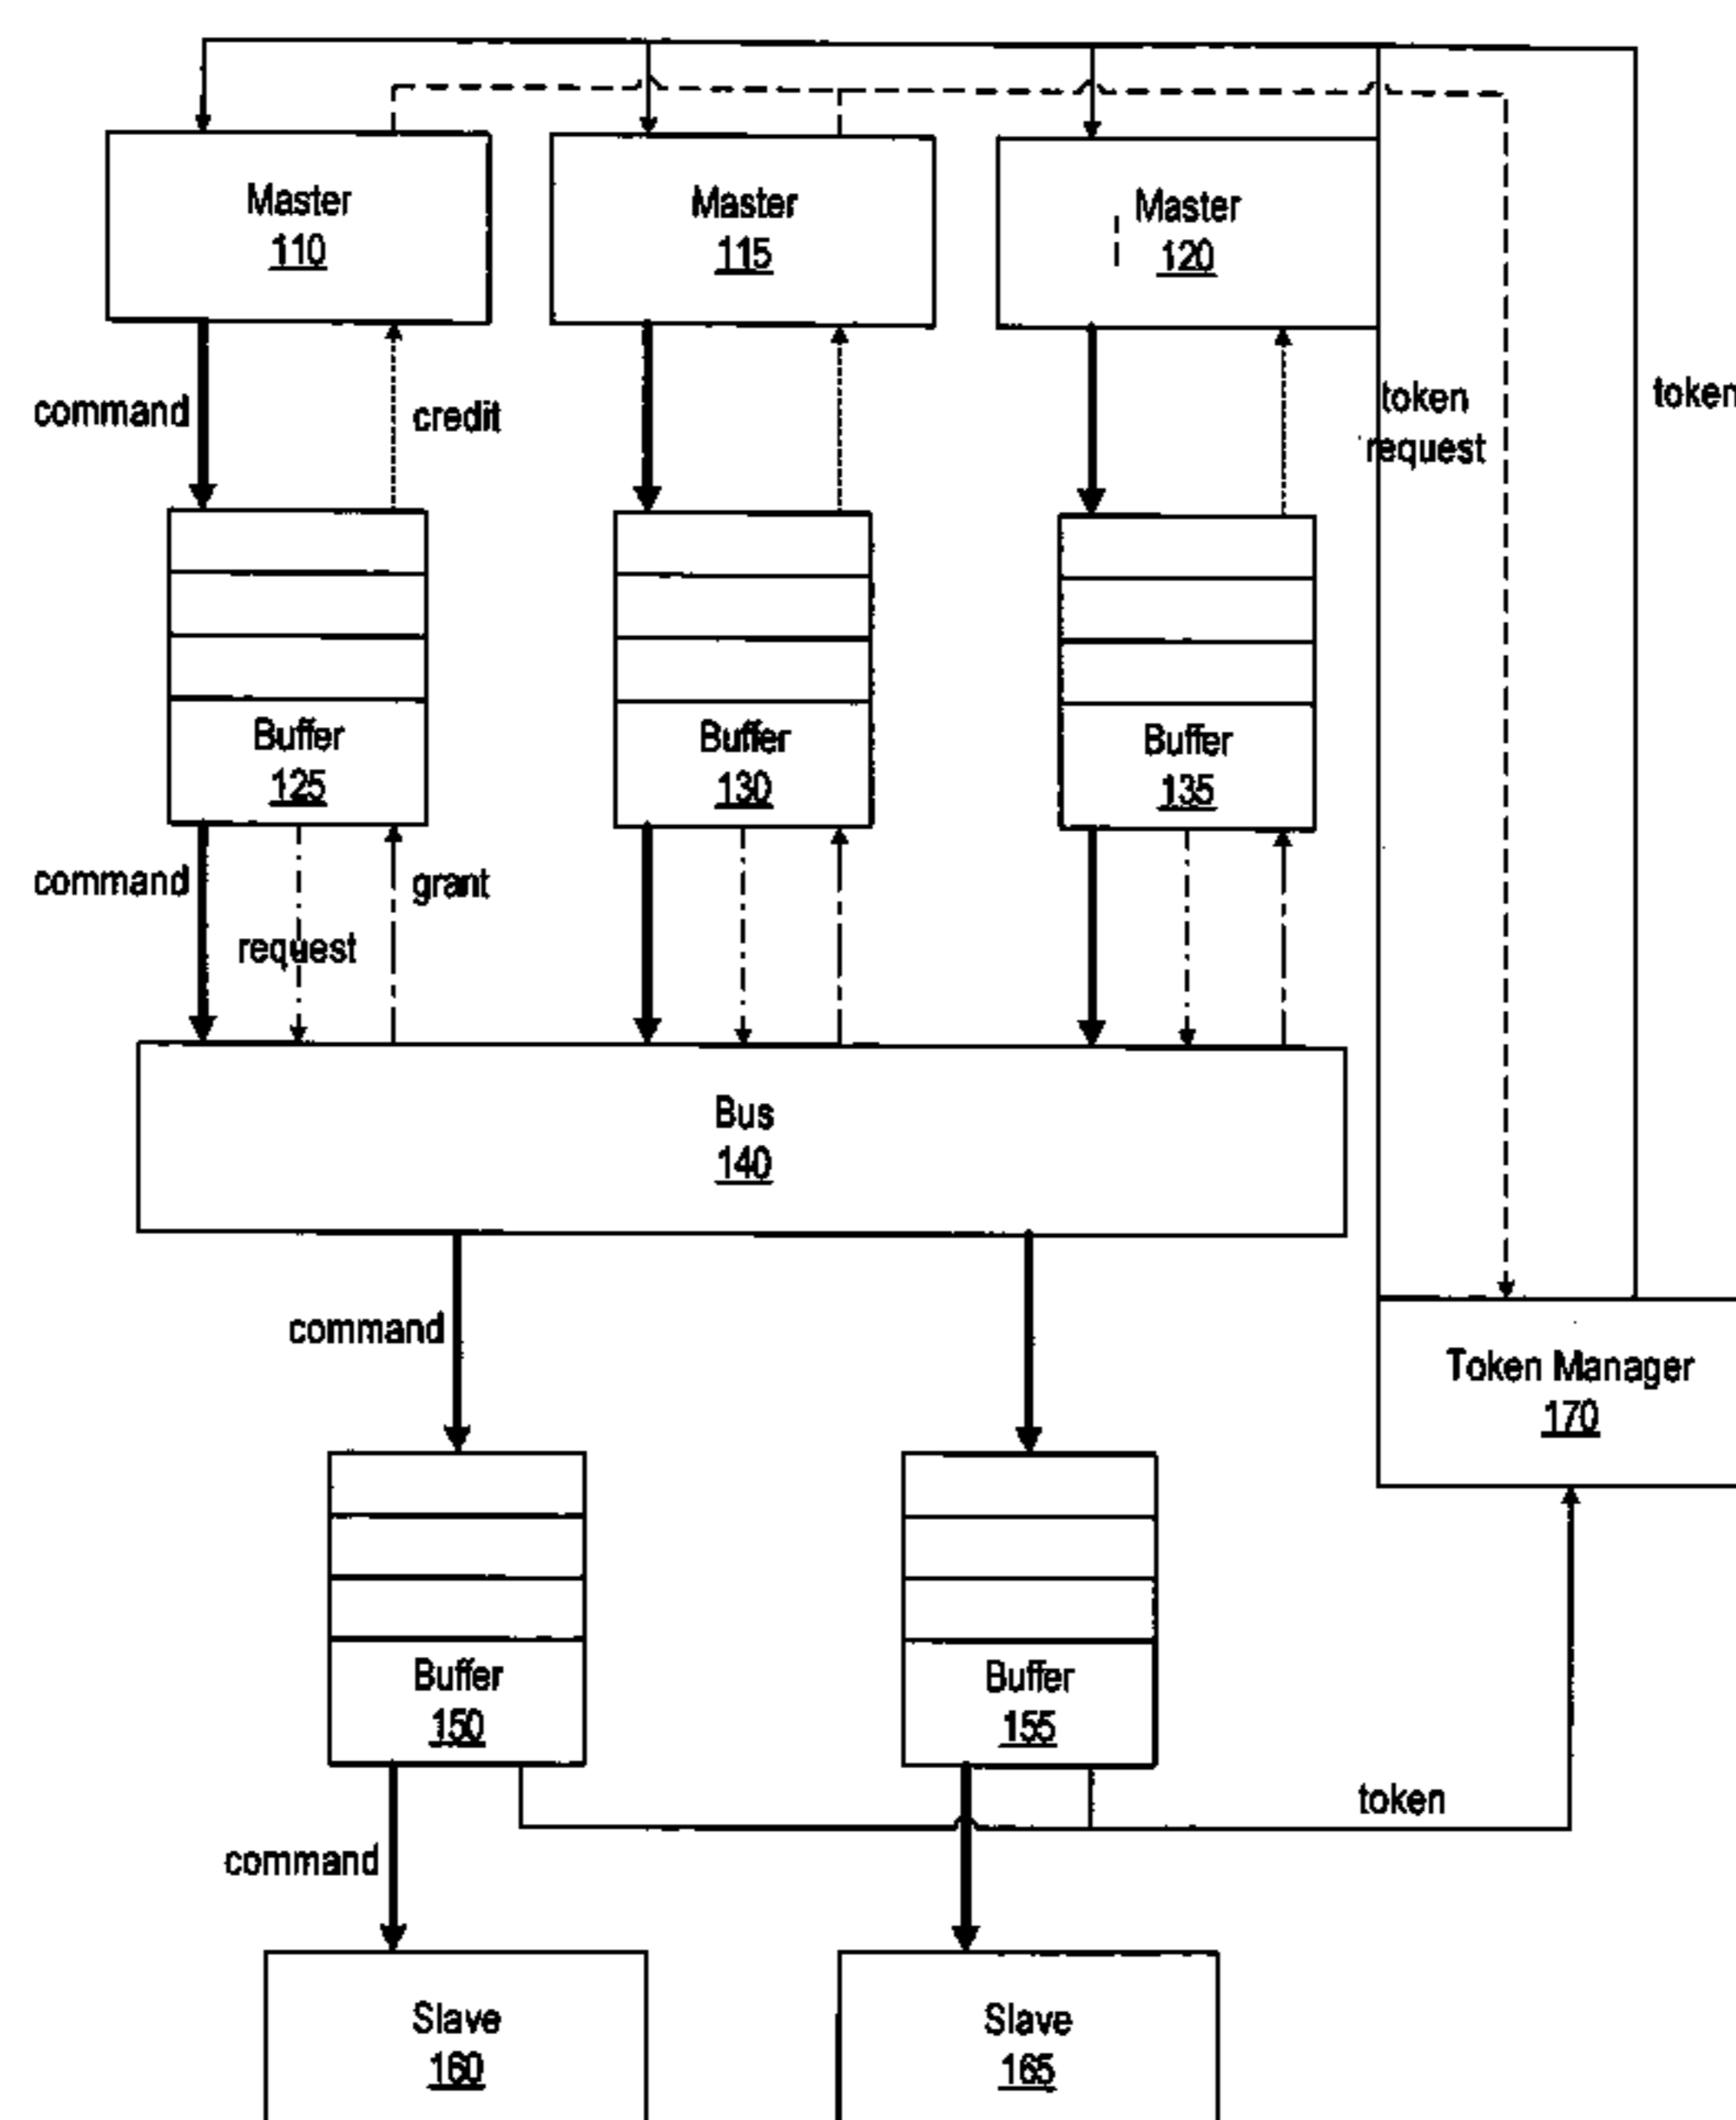 Master
110
Master
115
Master
120
command
credit
token
request
token
Buffer
125
Buffer
130
Buffer
135
command
grant
request
Bus
140
command
Token Manager
170
Buffer
150
Buffer
155
token
command
Slave
160
Slave
165